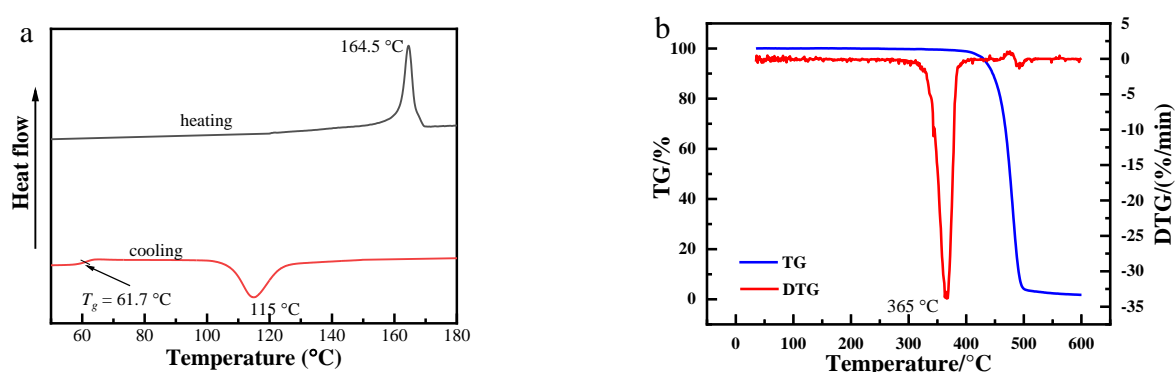 a
164.5 °C
heating
Heat flow
cooling
T_g = 61.7 °C
115 °C
60 80 100 120 140 160 180
Temperature (°C)
b
100
80
60
40
20
0
TG/%
5
0
-5
-10
-15
-20
-25
-30
-35
DTG/(%/min)
TG
DTG
365 °C
0 100 200 300 400 500 600
Temperature/°C